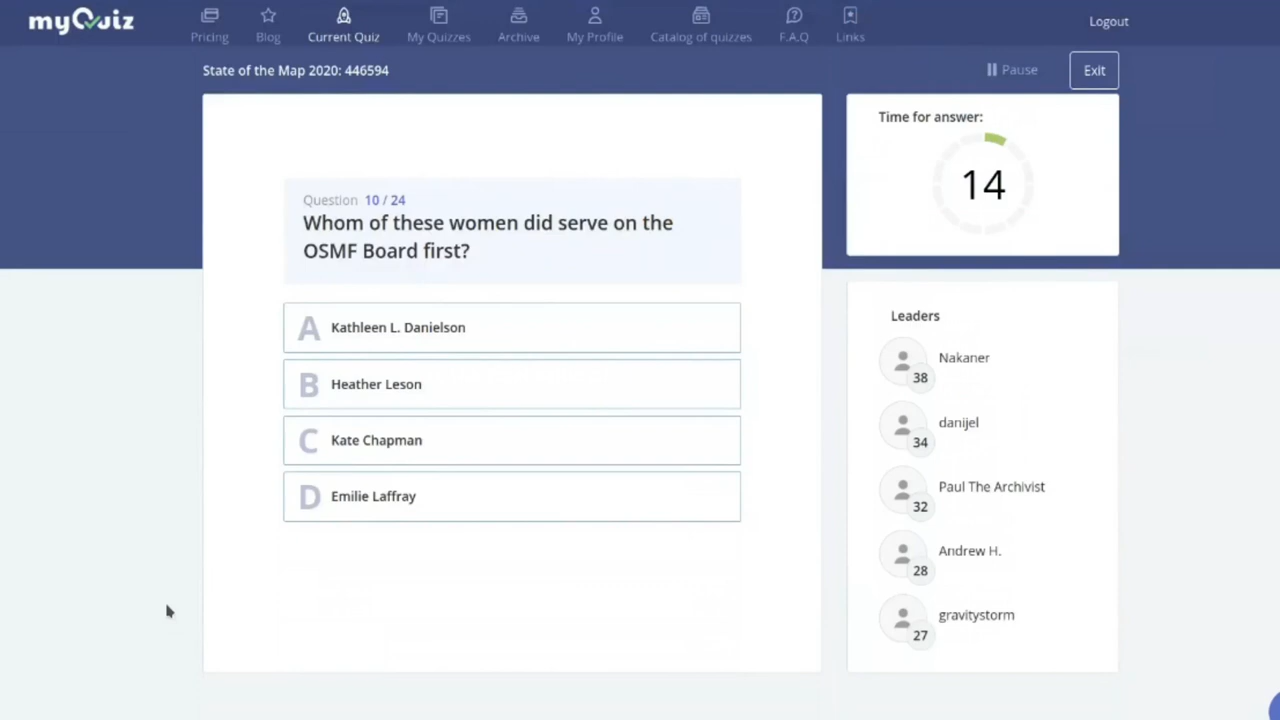 myQuiz
Pricing
Blog
Current Quiz
My Quizzes
Archive
My Profile
Catalog of quizzes
F.A.Q
Links
Logout
State of the Map 2020: 446594
Pause
Exit
Question 10 / 24
Whom of these women did serve on the
OSMF Board first?
A Kathleen L. Danielson
B Heather Leson
C Kate Chapman
D Emilie Laffray
Time for answer:
14
Leaders
Nakaner
38
danijel
34
Paul The Archivist
32
Andrew H.
28
gravitystorm
27